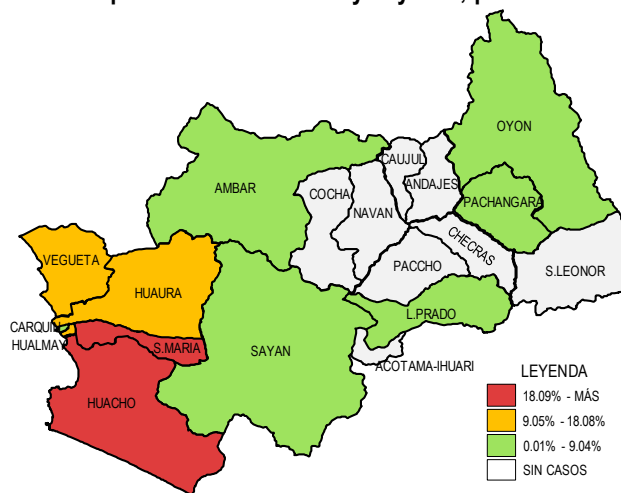 OYON
CAUJUL
AMBAR
COCHA
ANDAJES
PACHANGARA
NAVAN
CHECRAS
VEGUETA
PACCHO
S.LEONOR
HUAURA
L.PRADO
CARQUIN
HUALMAY
S.MARIA
SAYAN
ACOTAMA-IHUARI
HUACHO
LEYENDA
18.09% - MÁS
9.05% - 18.08%
0.01% - 9.04%
SIN CASOS